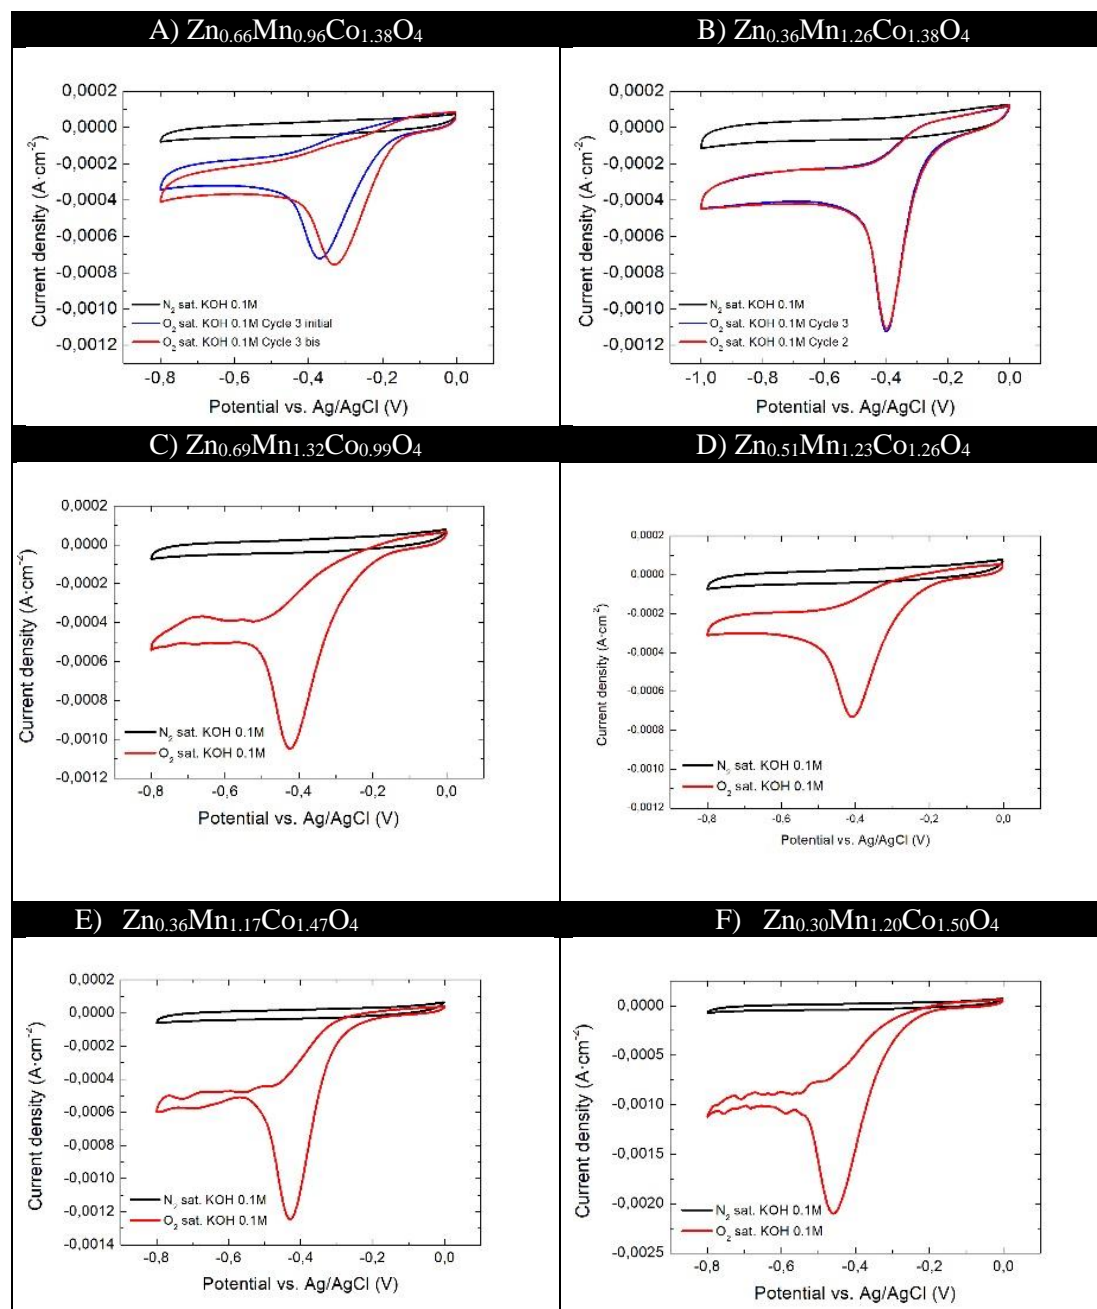 A) Zn0.66Mn0.96Co1.38O4
B) Zn0.36Mn1.26Co1.38O4
0,0002
0,0000
-0,0002
-0,0004
-0,0006
-0,0008
-0,0010
-0,0012
Current density (A·cm-2)
N2 sat. KOH 0.1M
O2 sat. KOH 0.1M Cycle 3 initial
O2 sat. KOH 0.1M Cycle 3 bis
-0,8 -0,6 -0,4 -0,2 0,0
Potential vs. Ag/AgCl (V)
0,0002
0,0000
-0,0002
-0,0004
-0,0006
-0,0008
-0,0010
-0,0012
Current density (A·cm-2)
N2 sat. KOH 0.1M
O2 sat. KOH 0.1M Cycle 3
O2 sat. KOH 0.1M Cycle 2
-1,0 -0,8 -0,6 -0,4 -0,2 0,0
Potential vs. Ag/AgCl (V)
C) Zn0.69Mn1.32Co0.99O4
D) Zn0.51Mn1.23Co1.26O4
0,0002
0,0000
-0,0002
-0,0004
-0,0006
-0,0008
-0,0010
-0,0012
Current density (A·cm-2)
N2 sat. KOH 0.1M
O2 sat. KOH 0.1M
-0,8 -0,6 -0,4 -0,2 0,0
Potential vs. Ag/AgCl (V)
0.0002
0.0000
-0.0002
-0.0004
-0.0006
-0.0008
-0.0010
-0.0012
Current density (A·cm-2)
N2 sat. KOH 0.1M
O2 sat. KOH 0.1M
-0,8 -0,6 -0,4 -0,2 0,0
Potential vs. Ag/AgCl (V)
E) Zn0.36Mn1.17Co1.47O4
F) Zn0.30Mn1.20Co1.50O4
0,0002
0,0000
-0,0002
-0,0004
-0,0006
-0,0008
-0,0010
-0,0012
-0,0014
Current density (A·cm-2)
N2 sat. KOH 0.1M
O2 sat. KOH 0.1M
-0,8 -0,6 -0,4 -0,2 0,0
Potential vs. Ag/AgCl (V)
0,0000
-0,0005
-0,0010
-0,0015
-0,0020
-0,0025
Current density (A·cm-2)
N2 sat. KOH 0.1M
O2 sat. KOH 0.1M
-0,8 -0,6 -0,4 -0,2 0,0
Potential vs. Ag/AgCl (V)